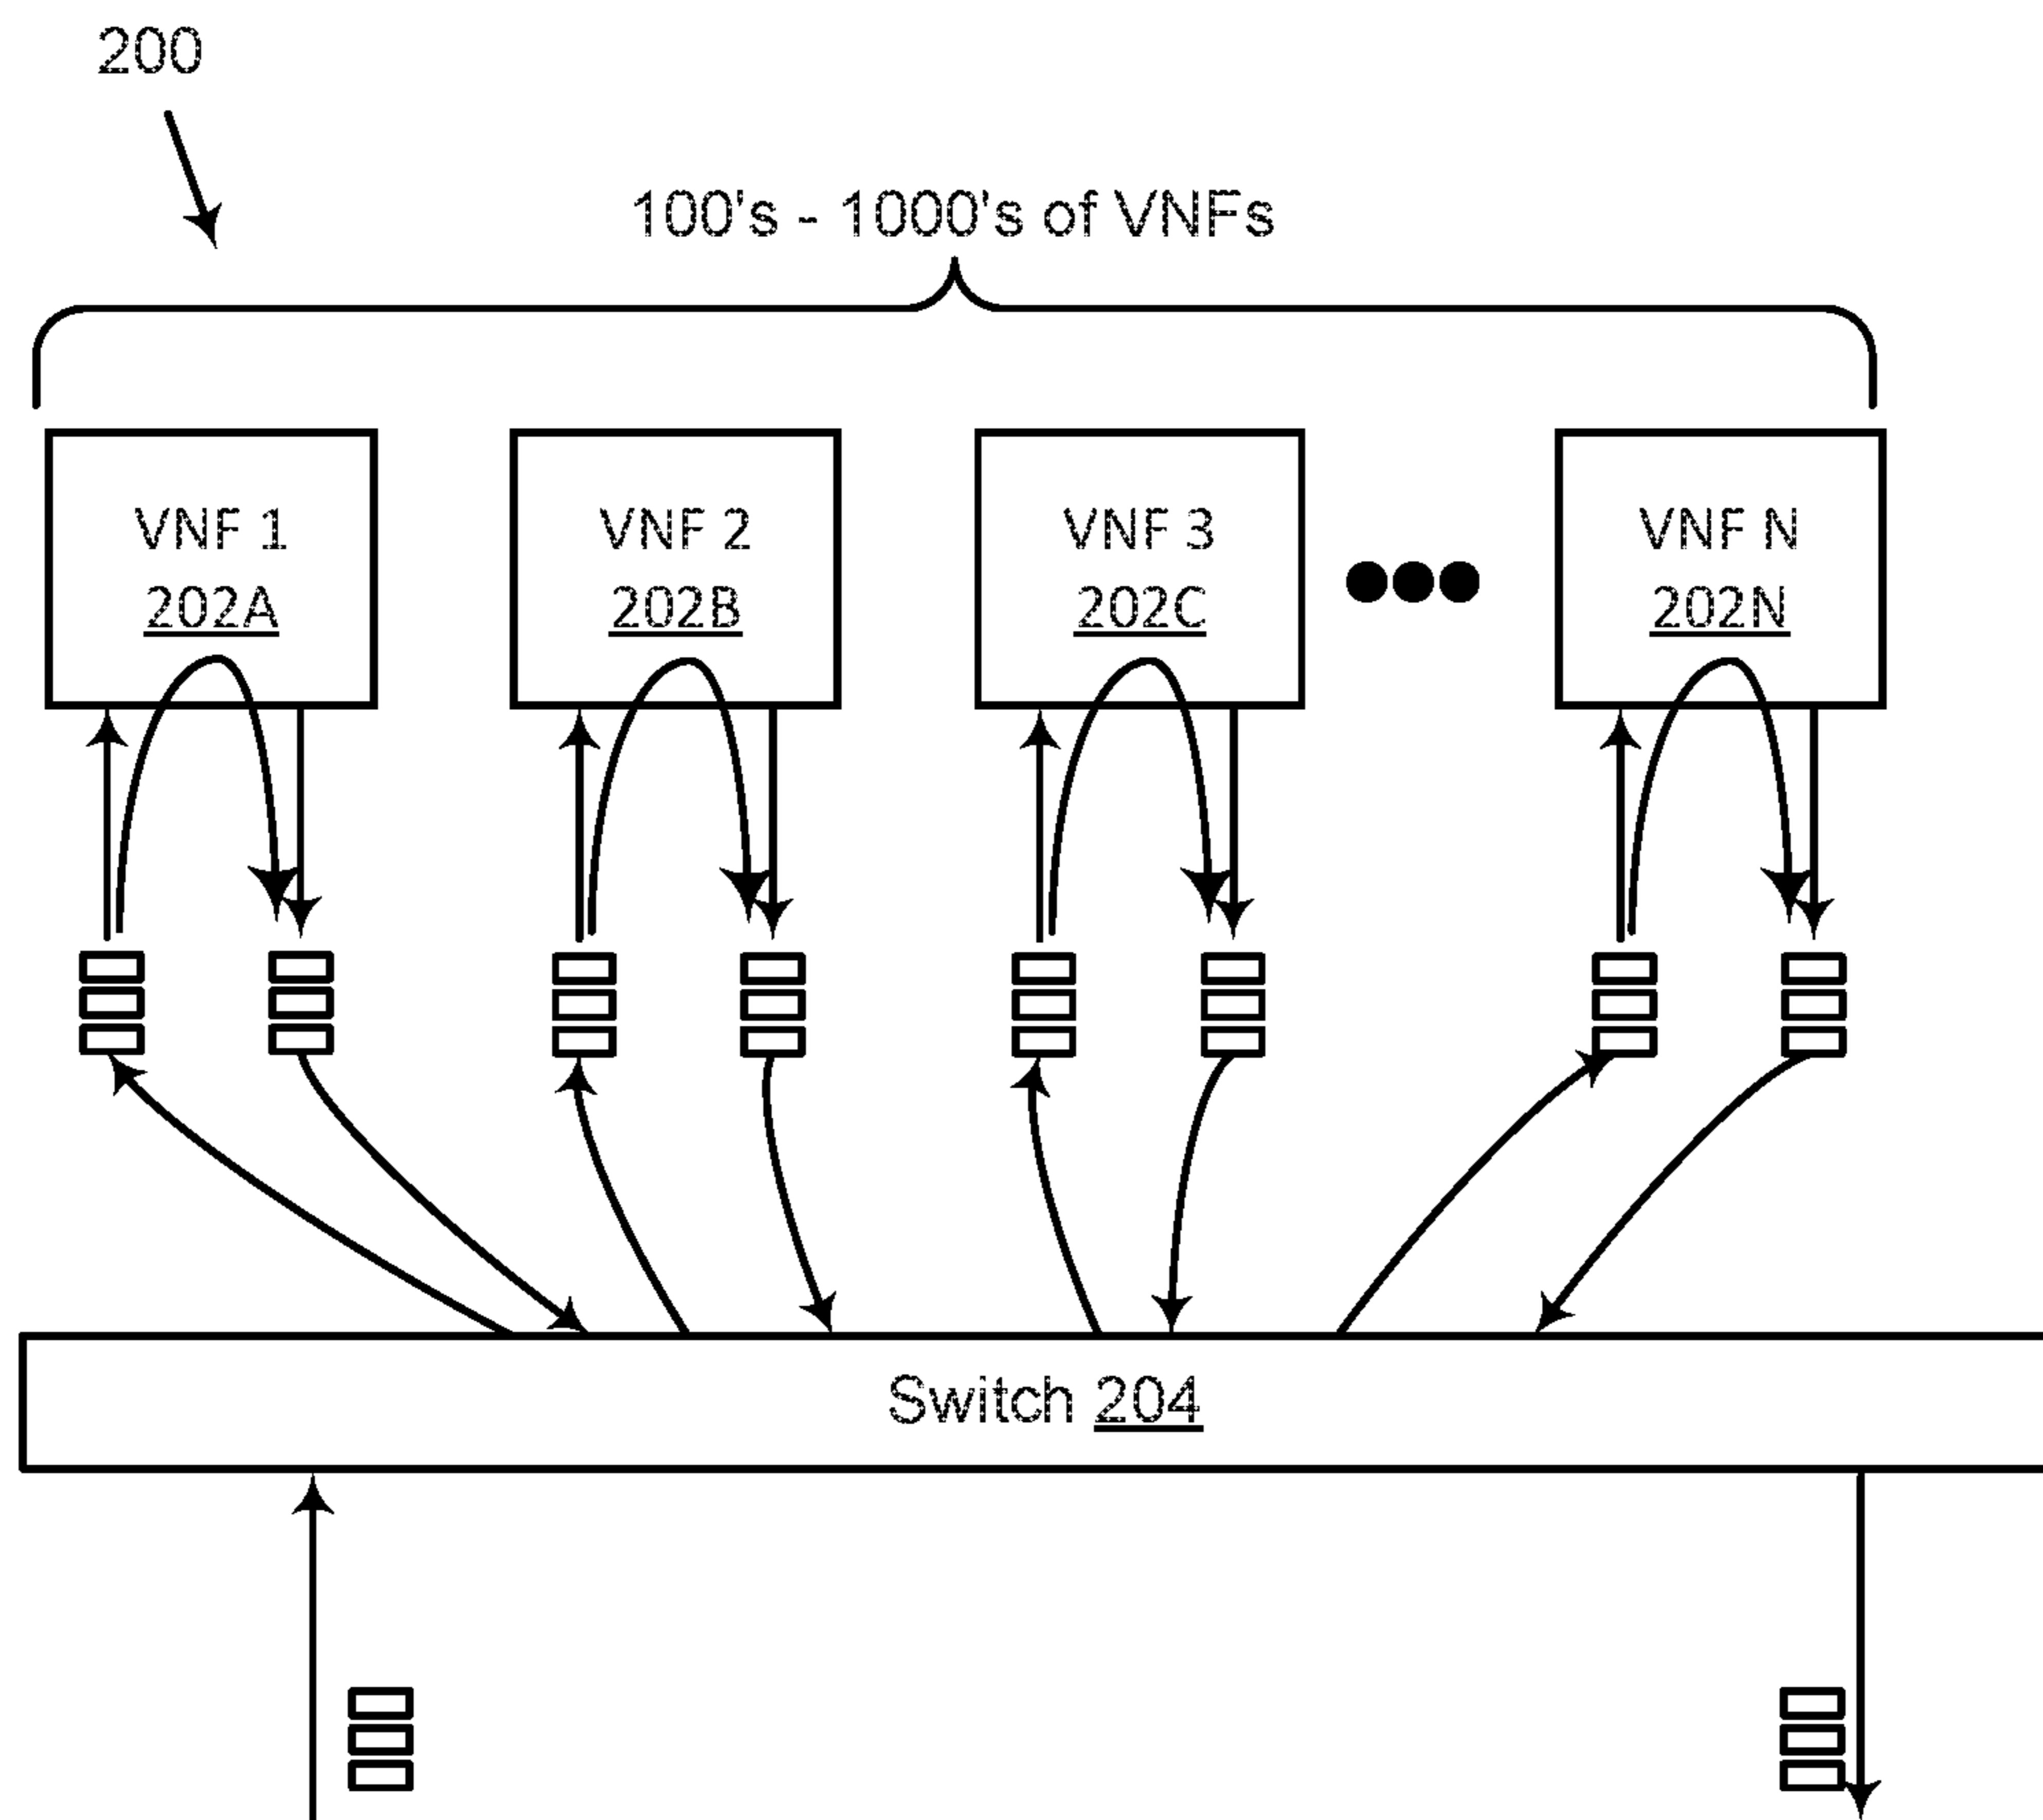 200
100's - 1000's of VNFs
VNF 1
202A
VNF 2
202B
VNF 3
202C
VNF N
202N
Switch 204